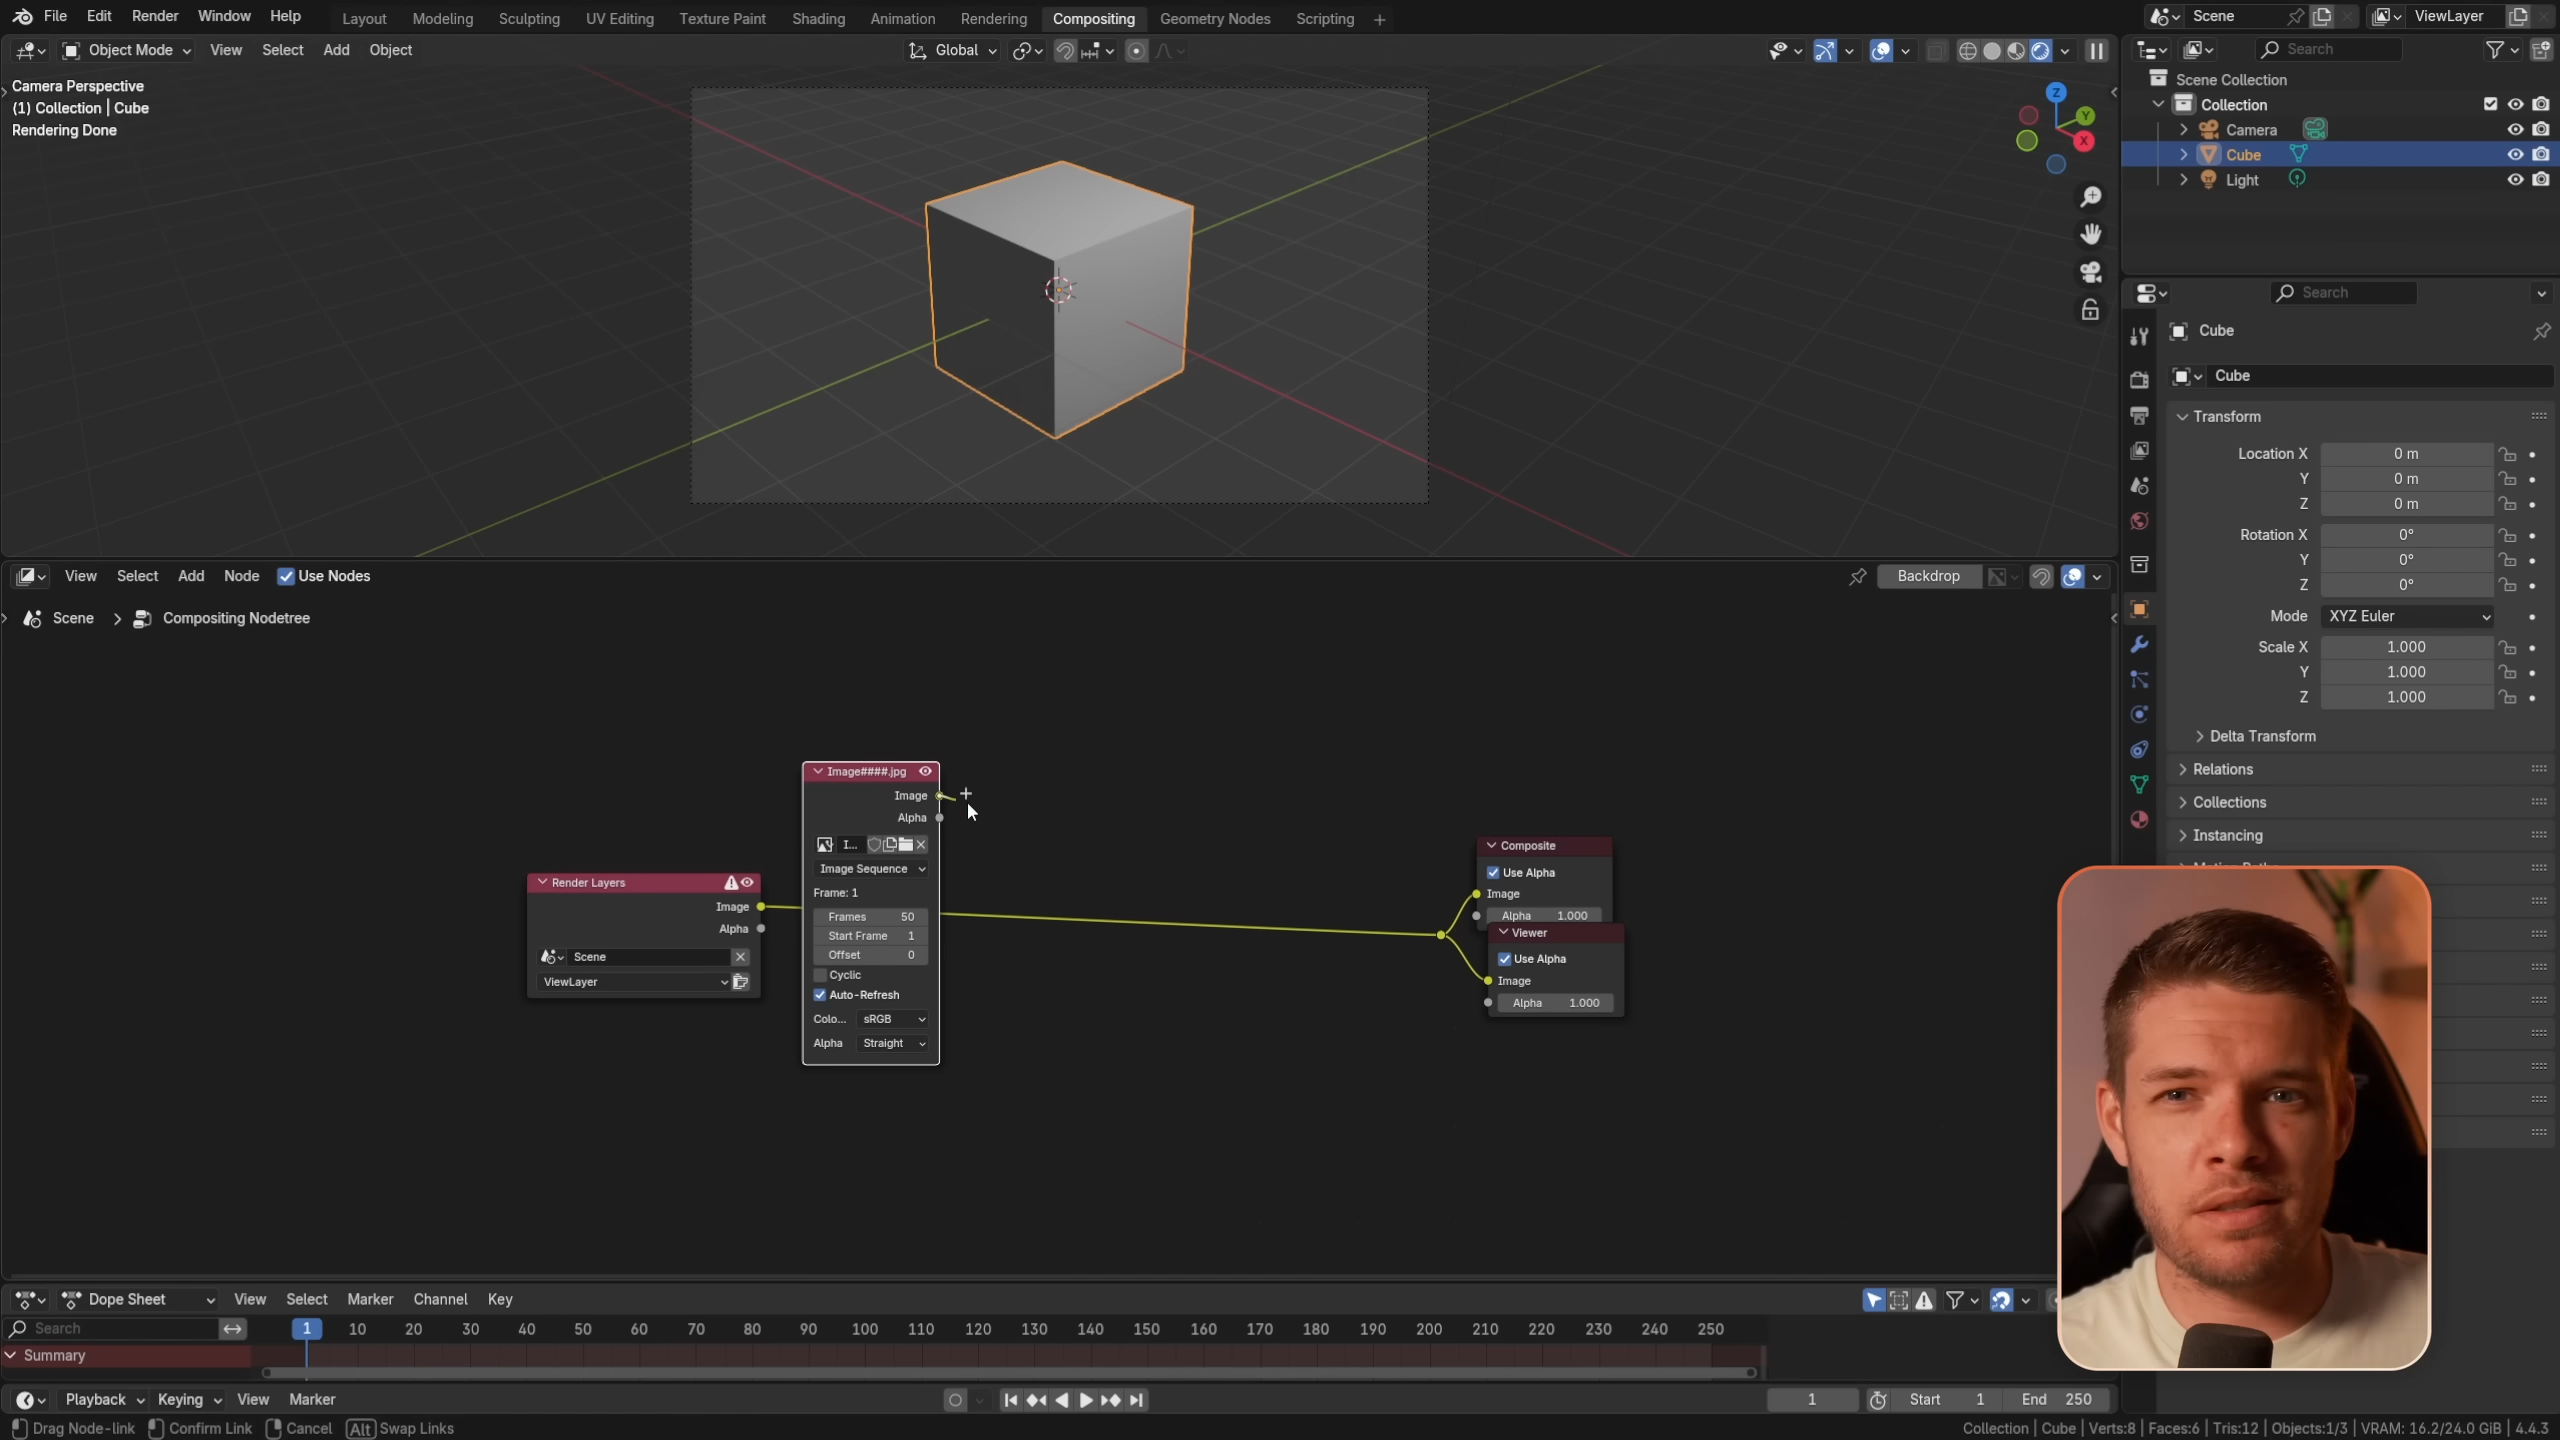 File Edit Render Window Help Layout Modeling Sculpting UV Editing Texture Paint Shading Animation Rendering Compositing Geometry Nodes Scripting + Scene ViewLayer
Object Mode View Select Add Object Global Search
Camera Perspective
(1) Collection | Cube
Rendering Done
Z
Y
X
Scene Collection
Collection
Camera
Cube
Light
Search
Cube
Cube
Transform
Location X 0 m
Y 0 m
Z 0 m
Rotation X 0°
Y 0°
Z 0°
Mode XYZ Euler
Scale X 1.000
Y 1.000
Z 1.000
Delta Transform
Relations
Collections
Instancing
View Select Add Node Use Nodes Backdrop
Scene > Compositing Nodetree
Render Layers
Image
Alpha
Scene
ViewLayer
Image####.jpg
Image
Alpha
I...
Image Sequence
Frame: 1
Frames 50
Start Frame 1
Offset 0
Cyclic
Auto-Refresh
Colo... sRGB
Alpha Straight
Composite
Use Alpha
Image
Alpha 1.000
Viewer
Use Alpha
Image
Alpha 1.000
Dope Sheet View Select Marker Channel Key
Search 1 10 20 30 40 50 60 70 80 90 100 110 120 130 140 150 160 170 180 190 200 210 220 230 240 250
Summary
Playback Keying View Marker 1 Start 1 End 250
Drag Node-link Confirm Link Cancel Alt Swap Links Collection | Cube | Verts:8 | Faces:6 | Tris:12 | Objects:1/3 | VRAM: 16.2/24.0 GiB | 4.4.3